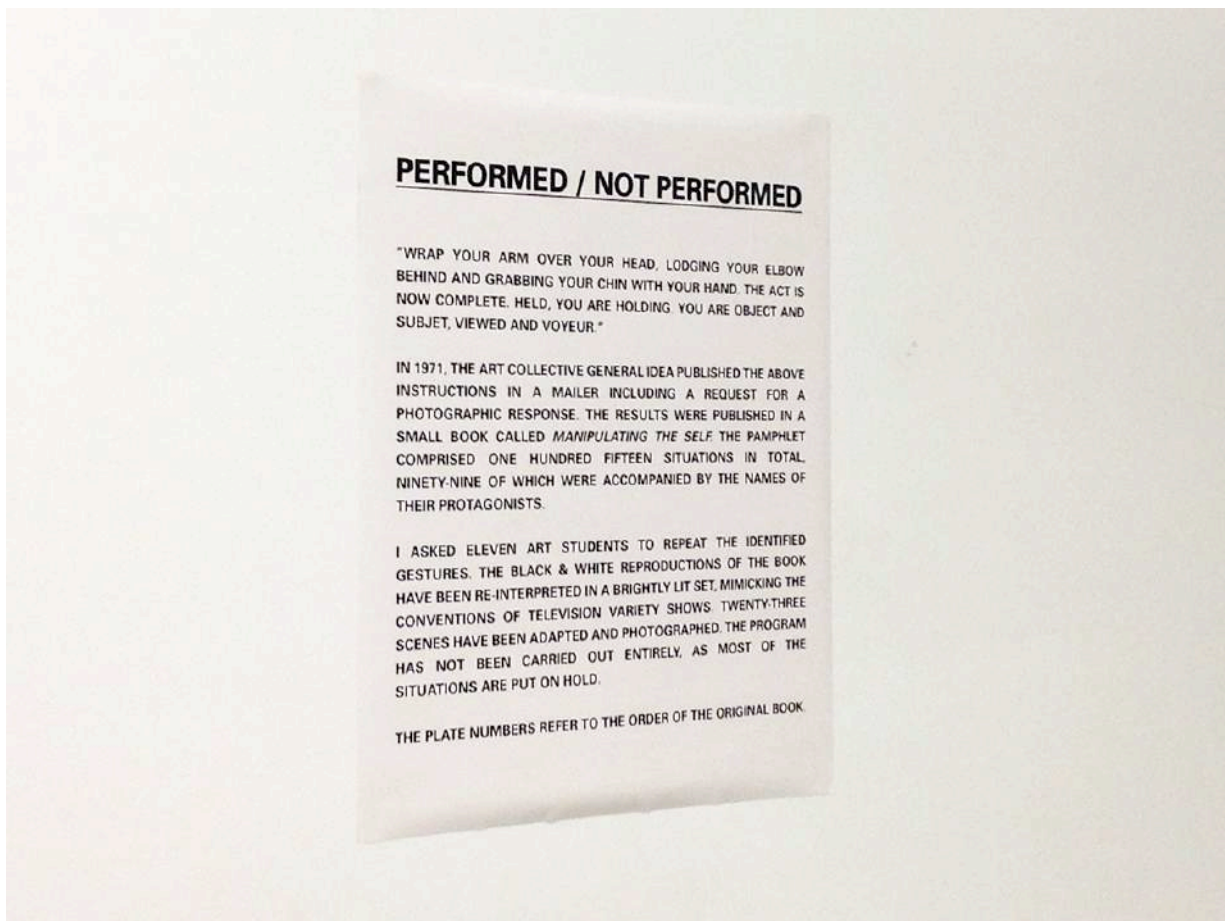 PERFORMED / NOT PERFORMED
"WRAP YOUR ARM OVER YOUR HEAD, LODGING YOUR ELBOW
BEHIND AND GRABBING YOUR CHIN WITH YOUR HAND. THE ACT IS
NOW COMPLETE. HELD, YOU ARE HOLDING. YOU ARE OBJECT AND
SUBJET, VIEWED AND VOYEUR."
IN 1971, THE ART COLLECTIVE GENERAL IDEA PUBLISHED THE ABOVE
INSTRUCTIONS IN A MAILER INCLUDING A REQUEST FOR A
PHOTOGRAPHIC RESPONSE. THE RESULTS WERE PUBLISHED IN A
SMALL BOOK CALLED MANIPULATING THE SELF. THE PAMPHLET
COMPRISED ONE HUNDRED FIFTEEN SITUATIONS IN TOTAL,
NINETY-NINE OF WHICH WERE ACCOMPANIED BY THE NAMES OF
THEIR PROTAGONISTS.
I ASKED ELEVEN ART STUDENTS TO REPEAT THE IDENTIFIED
GESTURES. THE BLACK & WHITE REPRODUCTIONS OF THE BOOK
HAVE BEEN RE-INTERPRETED IN A BRIGHTLY LIT SET, MIMICKING THE
CONVENTIONS OF TELEVISION VARIETY SHOWS. TWENTY-THREE
SCENES HAVE BEEN ADAPTED AND PHOTOGRAPHED. THE PROGRAM
HAS NOT BEEN CARRIED OUT ENTIRELY, AS MOST OF THE
SITUATIONS ARE PUT ON HOLD.
THE PLATE NUMBERS REFER TO THE ORDER OF THE ORIGINAL BOOK.